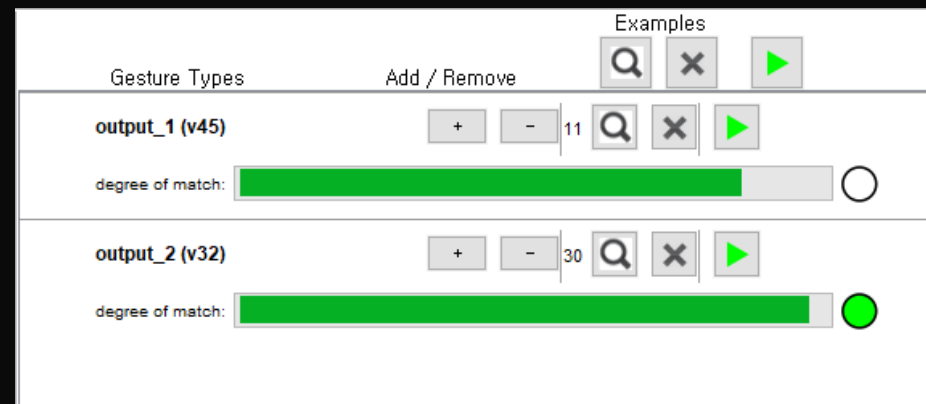 Examples
Gesture Types Add / Remove
output_1 (v45) + - 11
degree of match:
output_2 (v32) + - 30
degree of match: